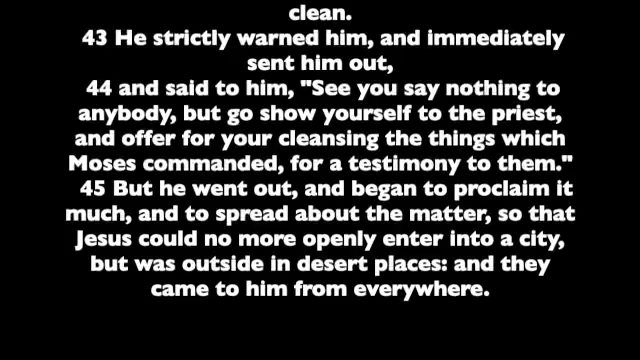 clean.
43 He strictly warned him, and immediately
sent him out,
44 and said to him, "See you say nothing to
anybody, but go show yourself to the priest,
and offer for your cleansing the things which
Moses commanded, for a testimony to them."
45 But he went out, and began to proclaim it
much, and to spread about the matter, so that
Jesus could no more openly enter into a city,
but was outside in desert places: and they
came to him from everywhere.